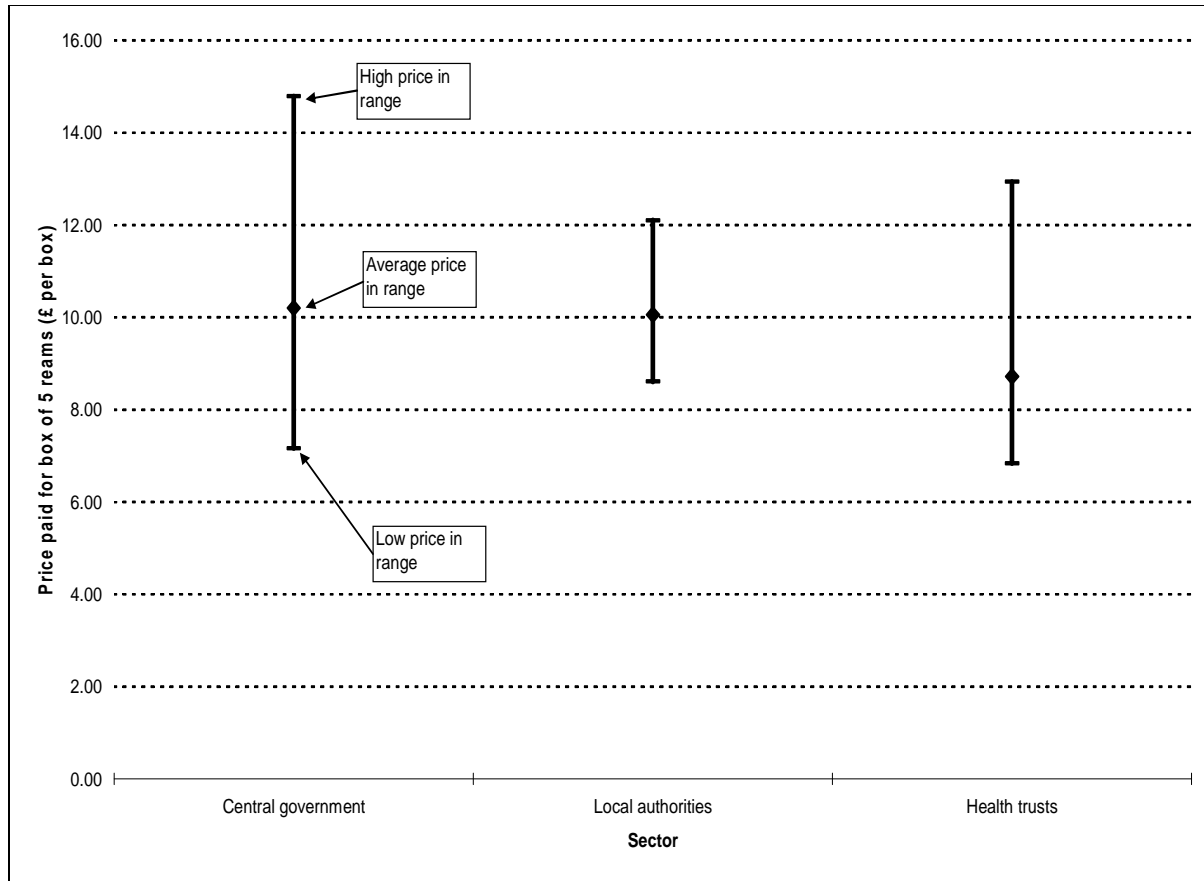 16.00
High price in
range
14.00
12.00
Average price
in range
10.00
8.00
6.00
Low price in
range
4.00
2.00
0.00
Price paid for box of 5 reams (£ per box)
Central government
Local authorities
Health trusts
Sector